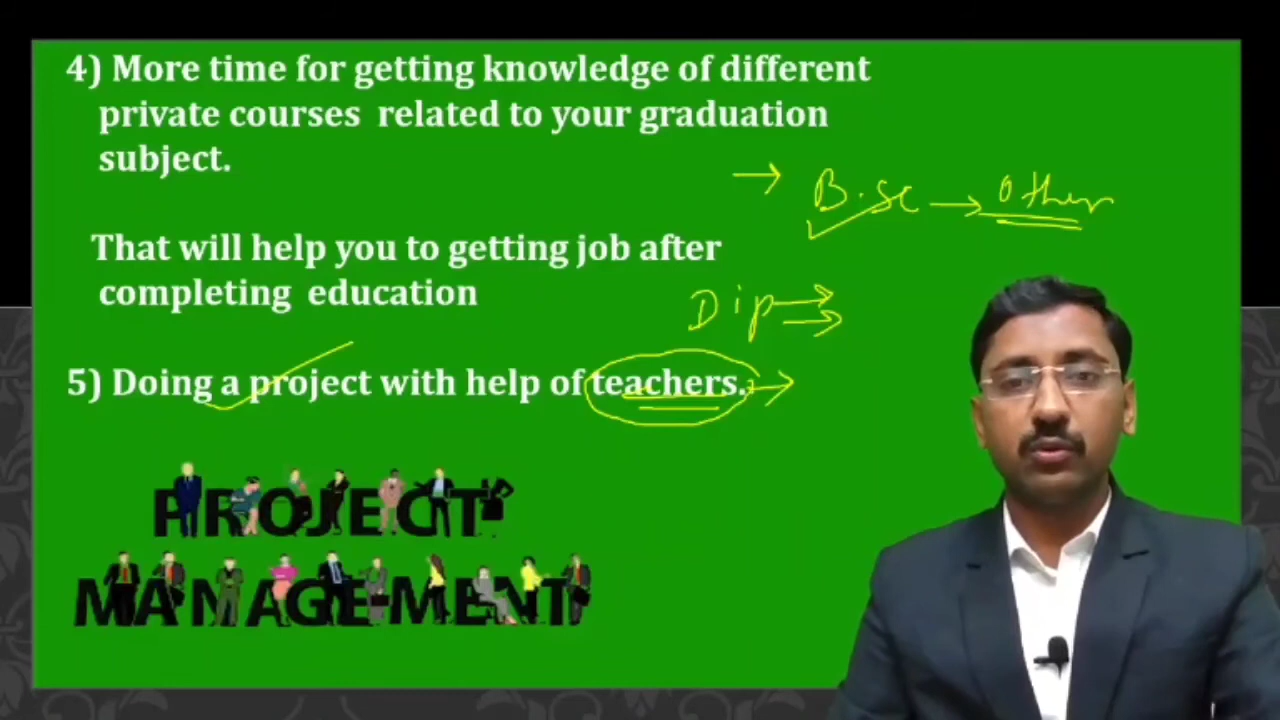 4) More time for getting knowledge of different
private courses related to your graduation
subject.
B.sc → Other
That will help you to getting job after
completing education
Dip
5) Doing a project with help of teachers.
PROJECT
MANAGEMENT